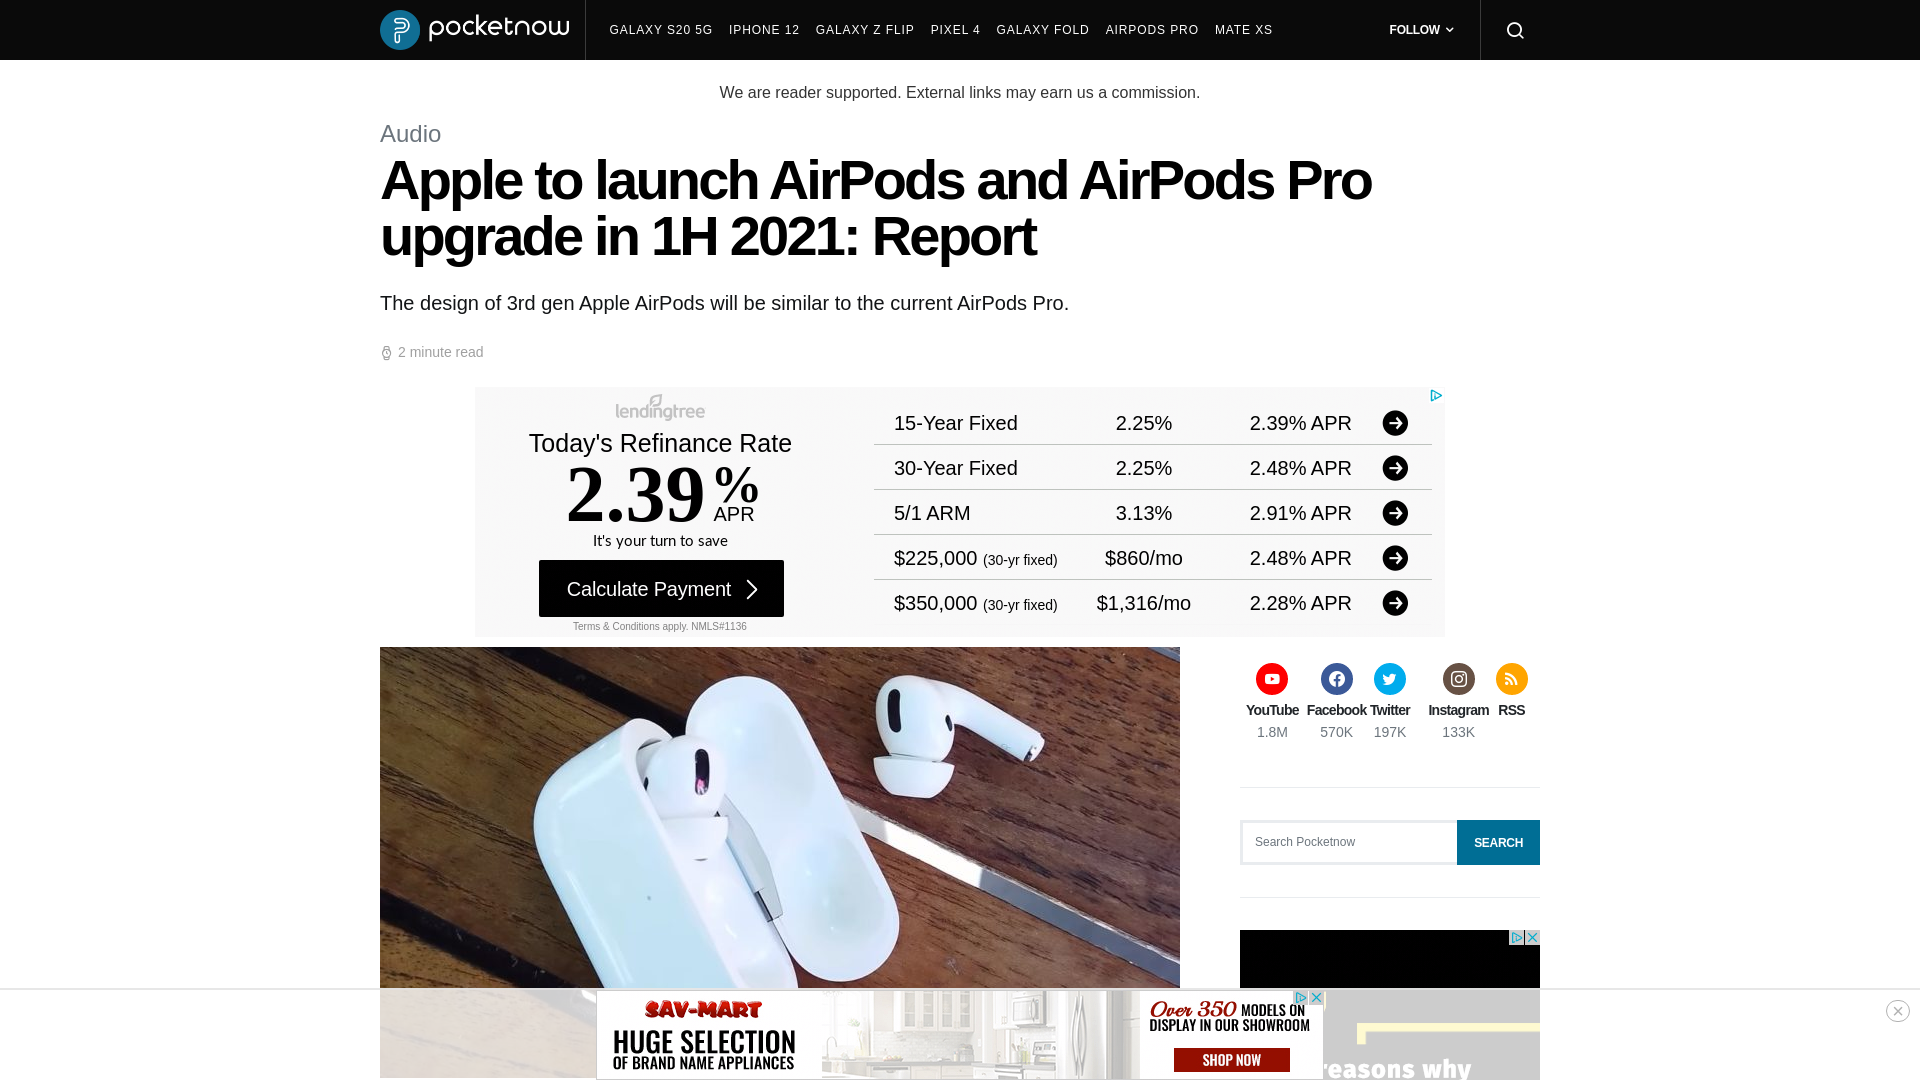 pocketnow
GALAXY S20 5G IPHONE 12 GALAXY Z FLIP PIXEL 4 GALAXY FOLD AIRPODS PRO MATE XS FOLLOW
We are reader supported. External links may earn us a commission.
Audio
Apple to launch AirPods and AirPods Pro
upgrade in 1H 2021: Report
The design of 3rd gen Apple AirPods will be similar to the current AirPods Pro.
2 minute read
lendingtree
Today's Refinance Rate
2.39% APR
It's your turn to save
Calculate Payment
Terms & Conditions apply. NMLS#1136
15-Year Fixed 2.25% 2.39% APR
30-Year Fixed 2.25% 2.48% APR
5/1 ARM 3.13% 2.91% APR
$225,000 (30-yr fixed) $860/mo 2.48% APR
$350,000 (30-yr fixed) $1,316/mo 2.28% APR
YouTube Facebook Twitter Instagram RSS
1.8M 570K 197K 133K
Search Pocketnow SEARCH
SAV-MART
HUGE SELECTION
OF BRAND NAME APPLIANCES
Over 350 MODELS ON
DISPLAY IN OUR SHOWROOM
SHOP NOW
reasons why